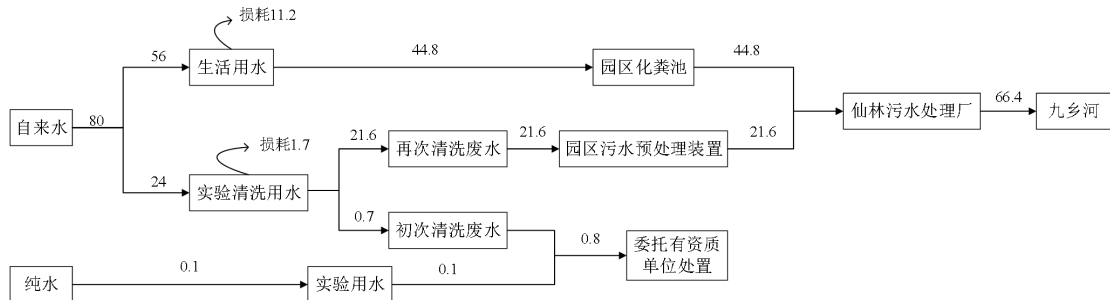 损耗11.2
56
生活用水
44.8
园区化粪池
44.8
自来水
80
仙林污水处理厂
66.4
九乡河
损耗1.7
21.6
再次清洗废水
21.6
园区污水预处理装置
21.6
24
实验清洗用水
0.7
初次清洗废水
0.8
委托有资质
单位处置
纯水
0.1
实验用水
0.1